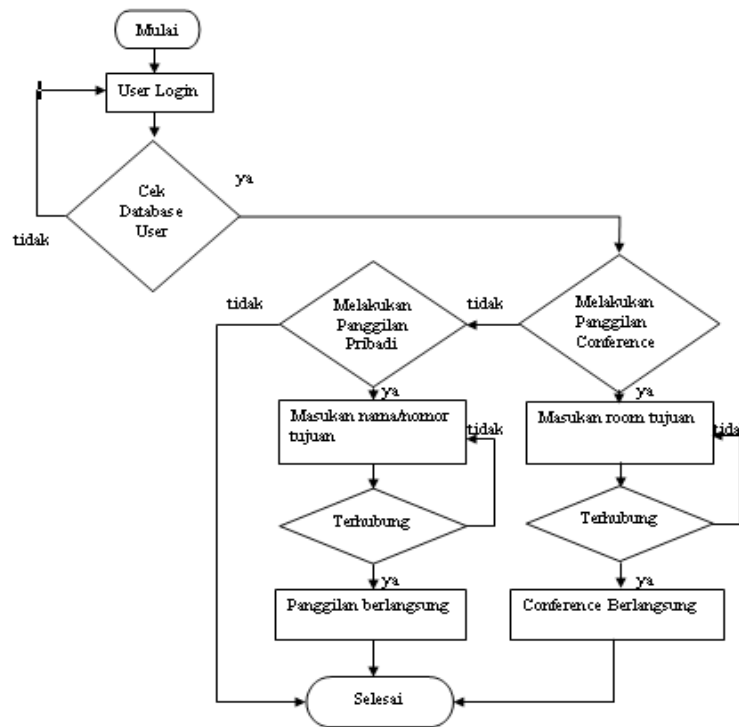 Mulai
User Login
Cek
Database
User
ya
tidak
tidak
Melakukan
Panggilan
Pribadi
tidak
Melakukan
Panggilan
Conference
ya
ya
Masukan nama/nomor
tujuan
tidak
Masukan room tujuan
tidak
Terhubung
Terhubung
ya
ya
Panggilan berlangsung
Conference Berlangsung
Selesai